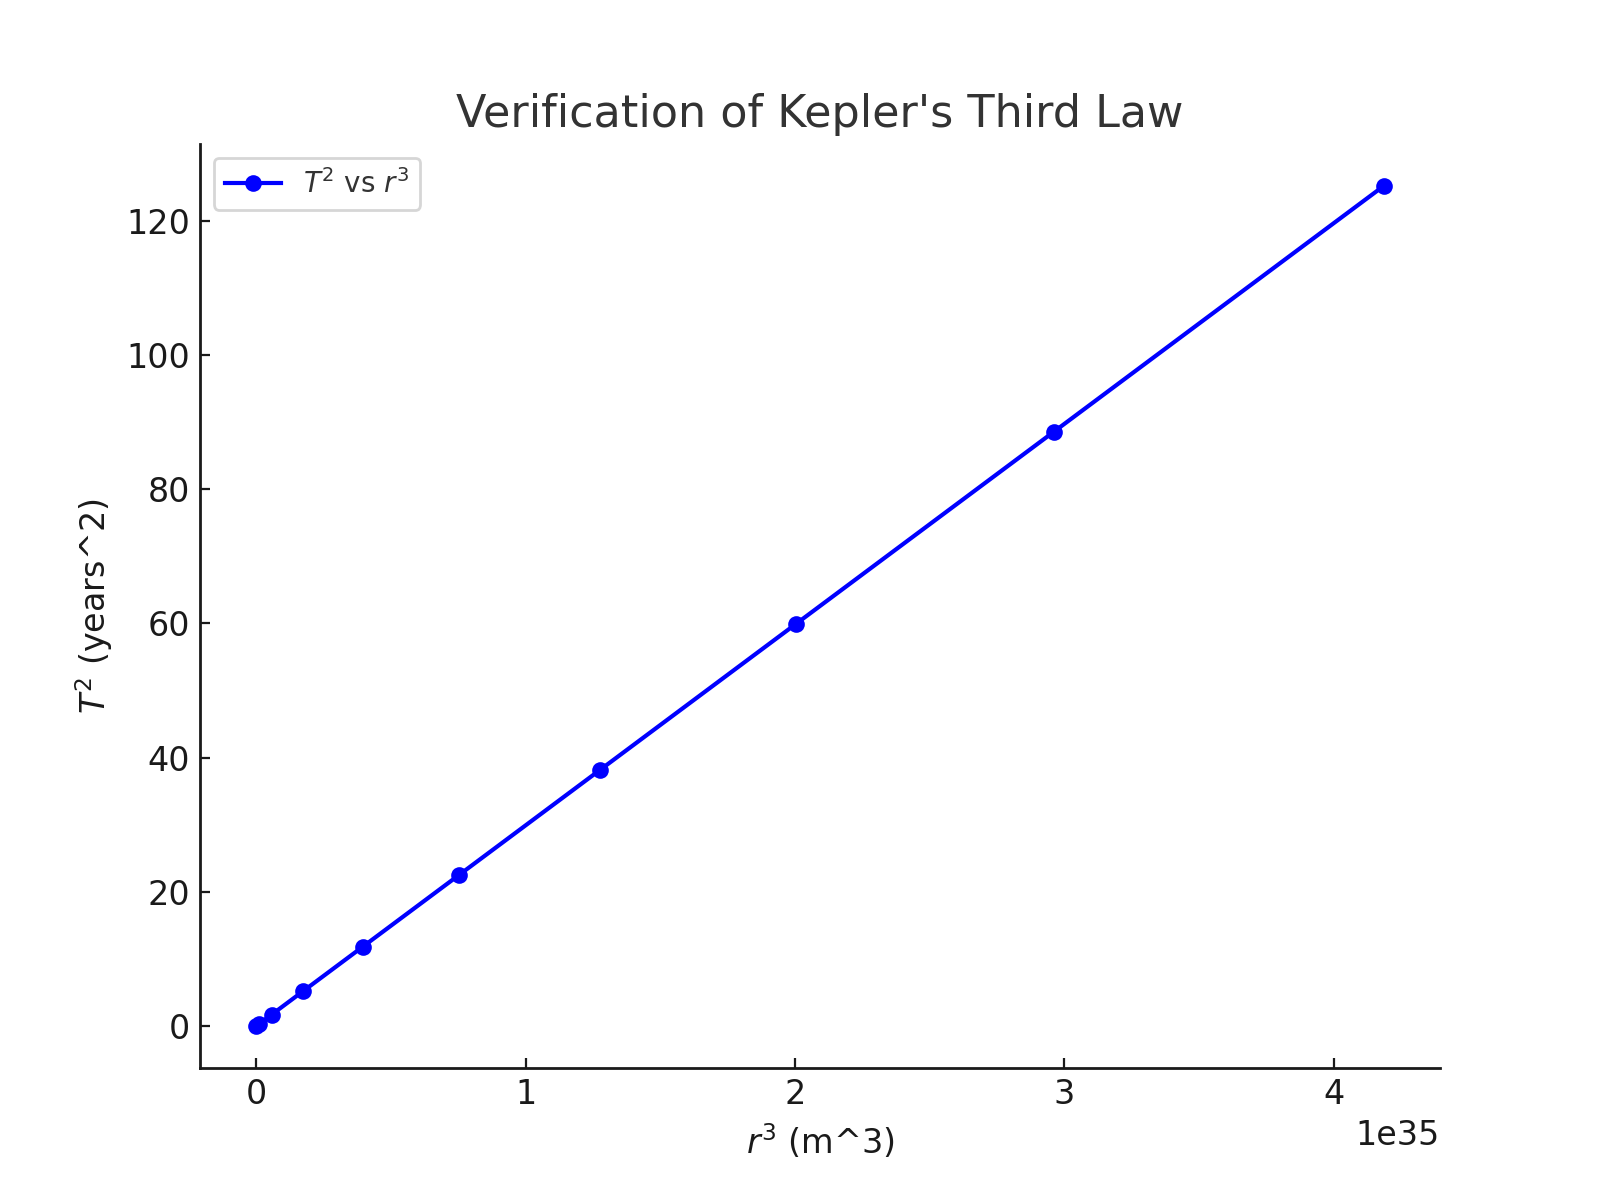 Verification of Kepler's Third Law
T² vs r³
120
100
80
60
40
20
0
T² (years^2)
0 1 2 3 4
1e35
r³ (m^3)